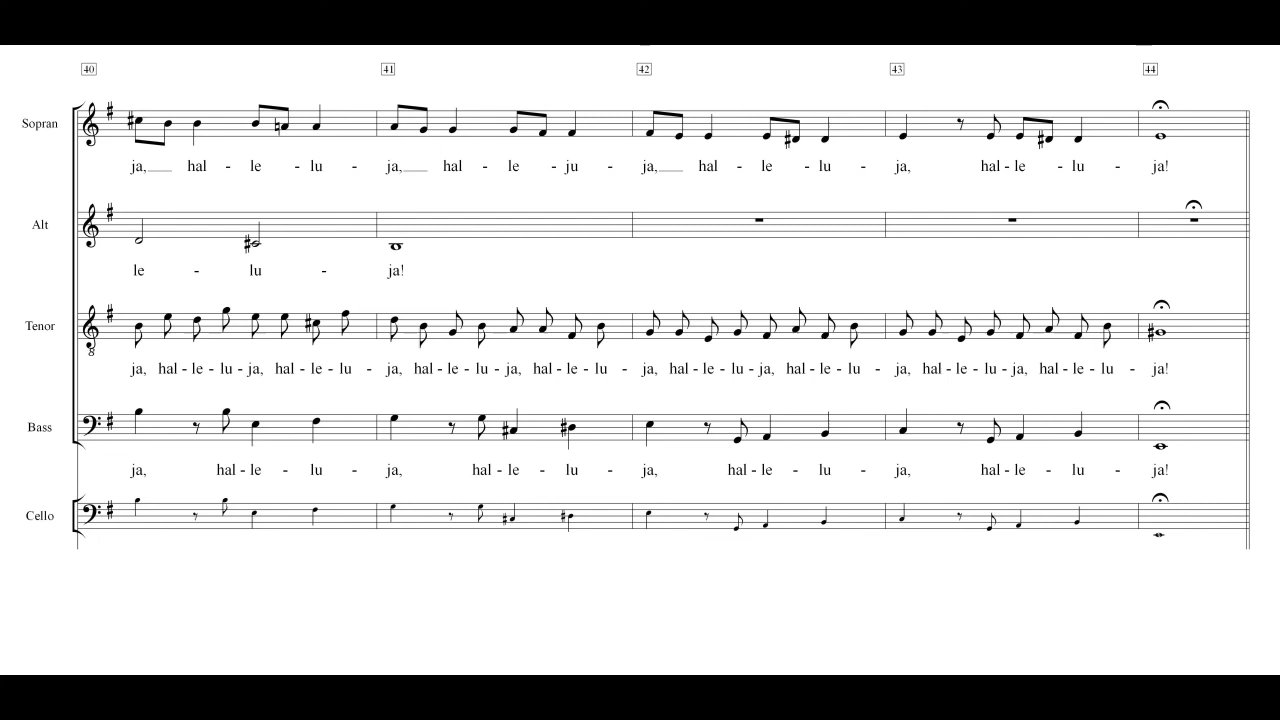 40 41 42 43 44
Sopran
ja, hal - le - lu - ja, hal - le - ju - ja, hal - le - lu - ja, hal - le - lu - ja!
Alt
le - lu - ja!
Tenor
8
ja, hal - le - lu - ja, hal - le - lu - ja, hal - le - lu - ja, hal - le - lu - ja, hal - le - lu - ja, hal - le - lu - ja, hal - le - lu - ja, hal - le - lu - ja!
Bass
ja, hal - le - lu - ja, hal - le - lu - ja, hal - le - lu - ja, hal - le - lu - ja!
Cello